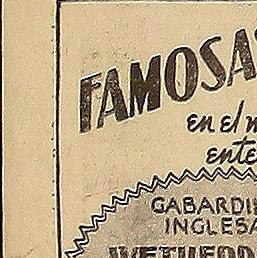 FAMOSAS
en el m
ente
GABARDI
INGLESA